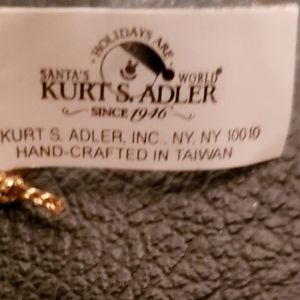 HOLIDAYS ARE
SANTA'S WORLD
KURT S. ADLER
SINCE 1946
KURT S. ADLER, INC., NY, NY 10010
HAND-CRAFTED IN TAIWAN